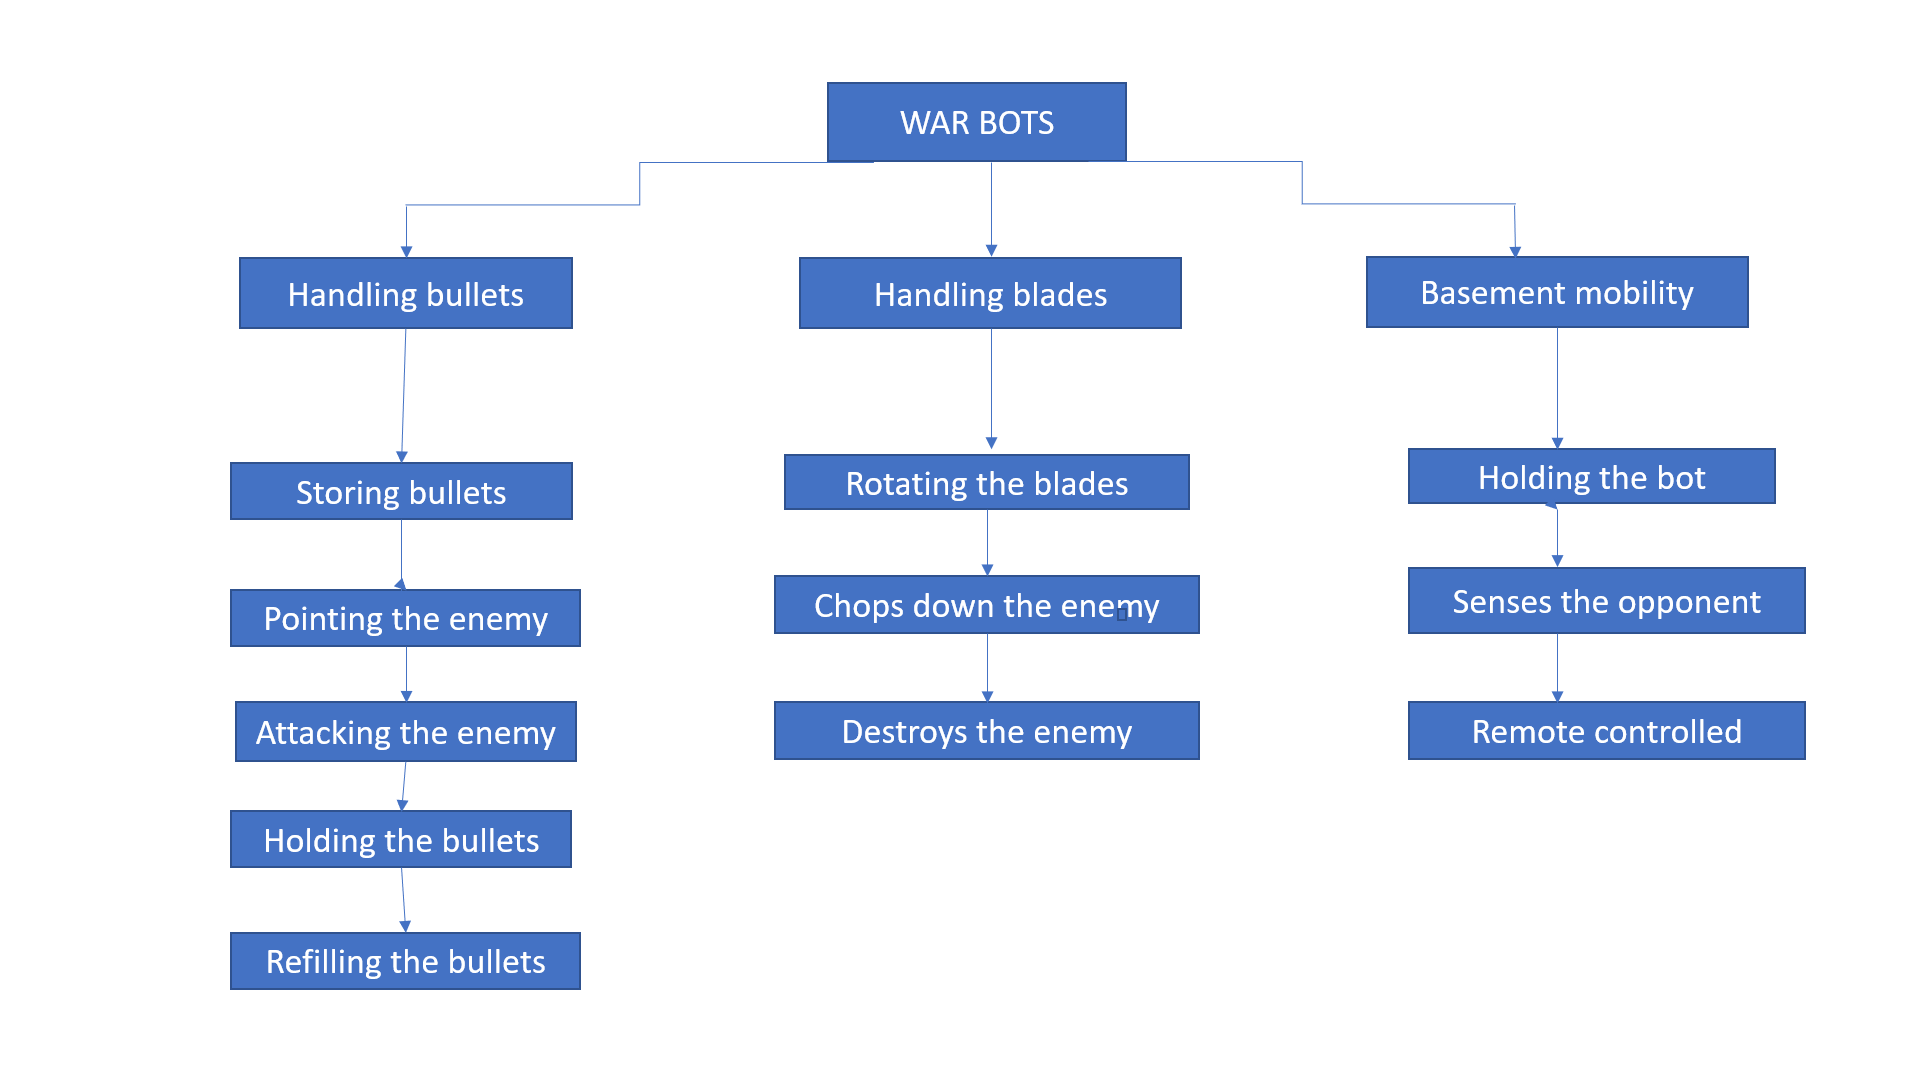 WAR BOTS
Handling bullets
Handling blades
Basement mobility
Storing bullets
Rotating the blades
Holding the bot
Pointing the enemy
Chops down the enemy
Senses the opponent
Attacking the enemy
Destroys the enemy
Remote controlled
Holding the bullets
Refilling the bullets